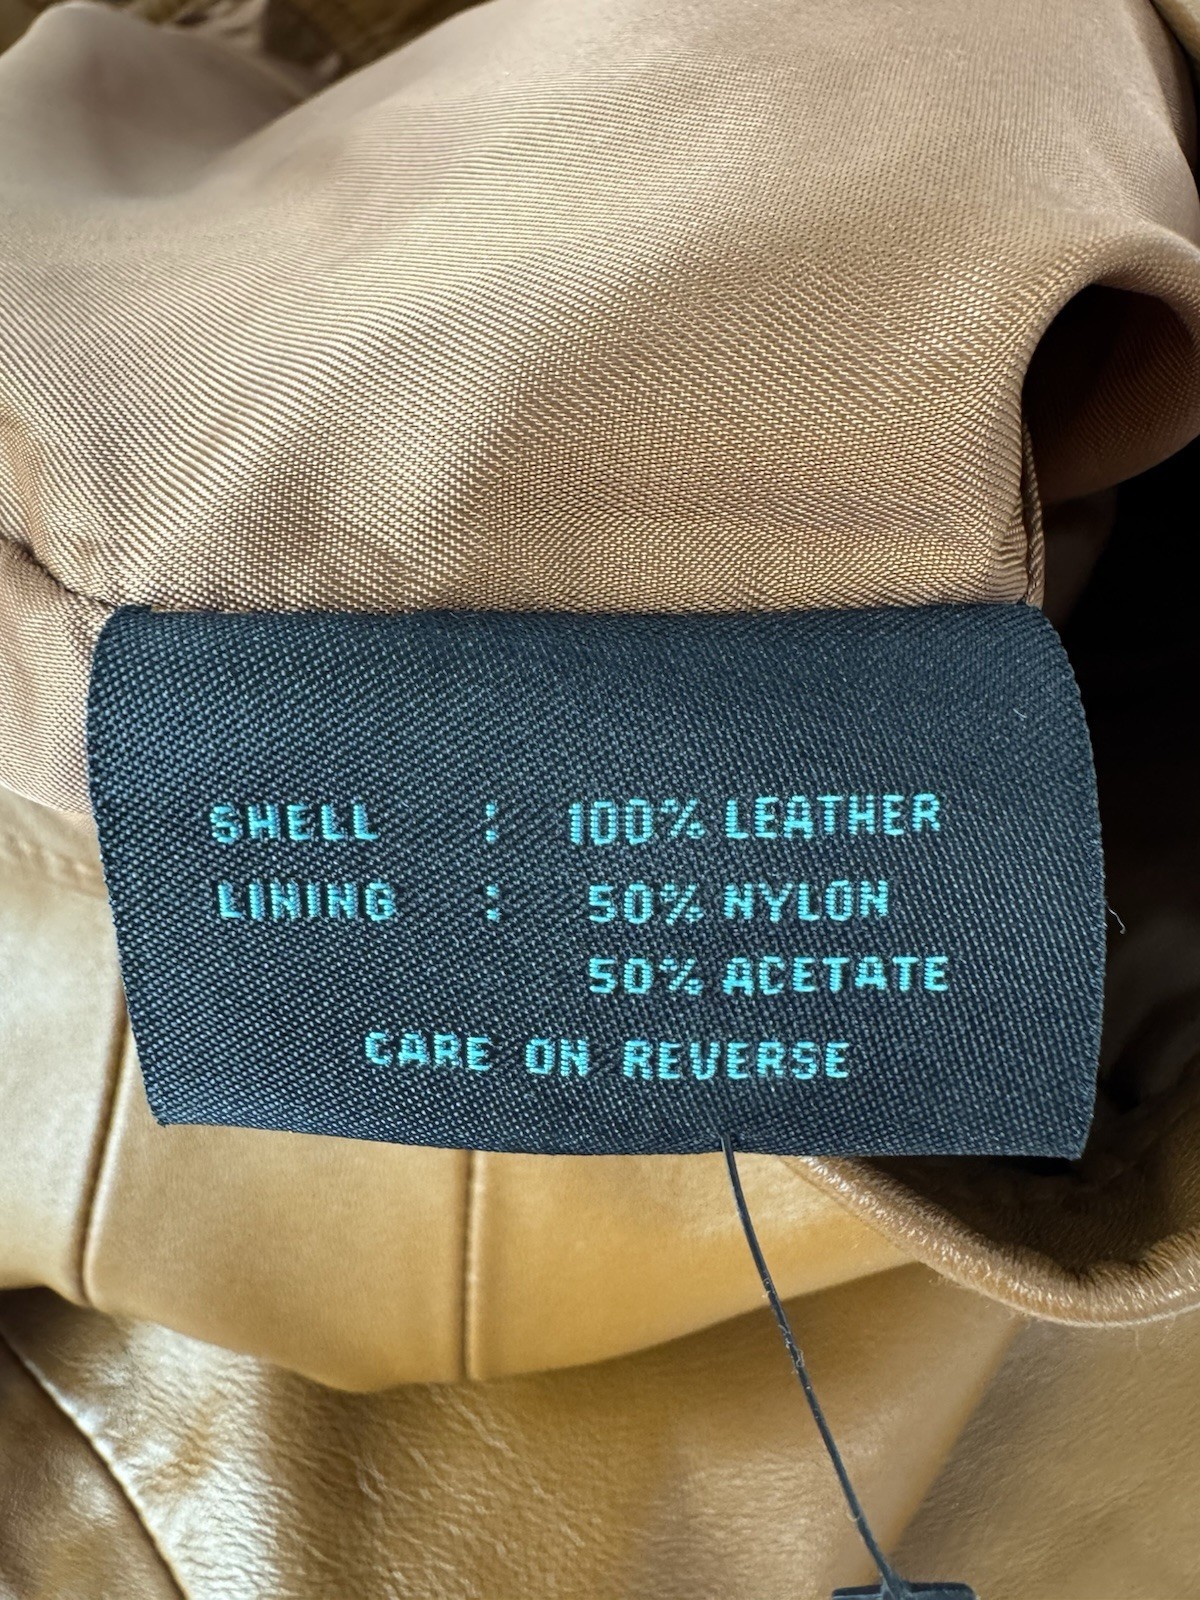 SHELL : 100% LEATHER
LINING : 50% NYLON
50% ACETATE
CARE ON REVERSE